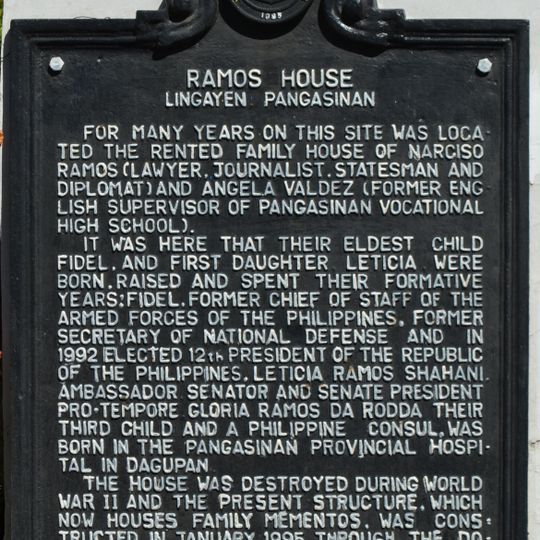 RAMOS HOUSE
LINGAYEN, PANGASINAN
FOR MANY YEARS ON THIS SITE WAS LOCA
TED THE RENTED FAMILY HOUSE OF NARCISO
RAMOS (LAWYER, JOURNALIST, STATESMAN AND
DIPLOMAT) AND ANGELA VALDEZ (FORMER ENG
LISH SUPERVISOR OF PANGASINAN VOCATIONAL
HIGH SCHOOL).
IT WAS HERE THAT THEIR ELDEST CHILD
FIDEL, AND FIRST DAUGHTER LETICIA WERE
BORN, RAISED AND SPENT THEIR FORMATIVE
YEARS; FIDEL, FORMER CHIEF OF STAFF OF THE
ARMED FORCES OF THE PHILIPPINES, FORMER
SECRETARY OF NATIONAL DEFENSE AND IN
1992 ELECTED 12th PRESIDENT OF THE REPUBLIC
OF THE PHILIPPINES, LETICIA RAMOS SHAHANI,
AMBASSADOR SENATOR AND SENATE PRESIDENT
PRO-TEMPORE GLORIA RAMOS DA RODDA THEIR
THIRD CHILD AND A PHILIPPINE CONSUL, WAS
BORN IN THE PANGASINAN PROVINCIAL HOSPI-
TAL IN DAGUPAN
THE HOUSE WAS DESTROYED DURING WORLD
WAR II AND THE PRESENT STRUCTURE, WHICH
NOW HOUSES FAMILY MEMENTOS, WAS CONS-
TRUCTED IN JANUARY 1995 THROUGH THE DO-